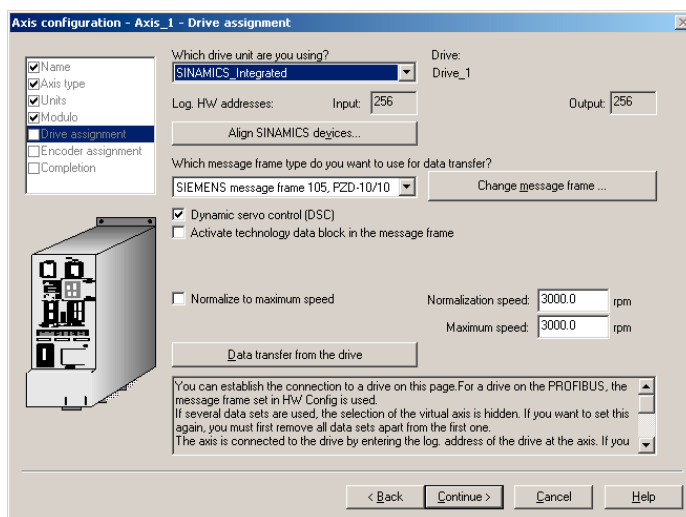 Axis configuration - Axis_1 - Drive assignment
Name
Axis type
Units
Modulo
Drive assignment
Encoder assignment
Completion
Which drive unit are you using?
Drive:
SINAMICS_Integrated
Drive_1
Log. HW addresses: Input: 256 Output: 256
Align SINAMICS devices...
Which message frame type do you want to use for data transfer?
SIEMENS message frame 105, PZD-10/10
Change message frame ...
Dynamic servo control (DSC)
Activate technology data block in the message frame
Normalize to maximum speed
Normalization speed: 3000.0 rpm
Maximum speed: 3000.0 rpm
Data transfer from the drive
You can establish the connection to a drive on this page.For a drive on the PROFIBUS, the
message frame set in HW Config is used.
If several data sets are used, the selection of the virtual axis is hidden. If you want to set this
again, you must first remove all data sets apart from the first one.
The axis is connected to the drive by entering the log. address of the drive at the axis. If you
< Back Continue > Cancel Help